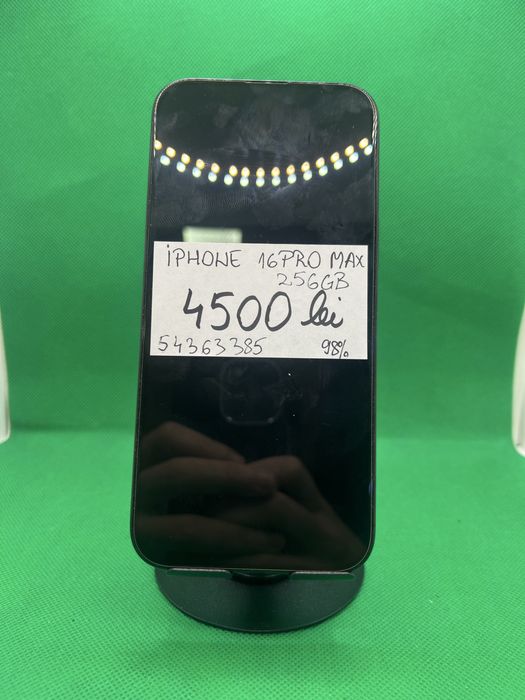 iPHONE 16PRO MAX
256GB
4500 lei
54363385 98%